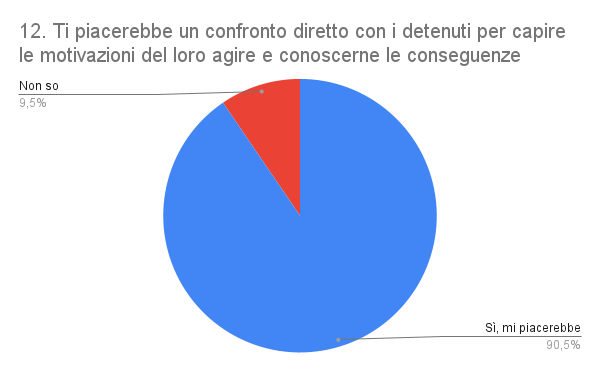 12. Ti piacerebbe un confronto diretto con i detenuti per capire
le motivazioni del loro agire e conoscerne le conseguenze
Non so
9,5%
Sì, mi piacerebbe
90,5%